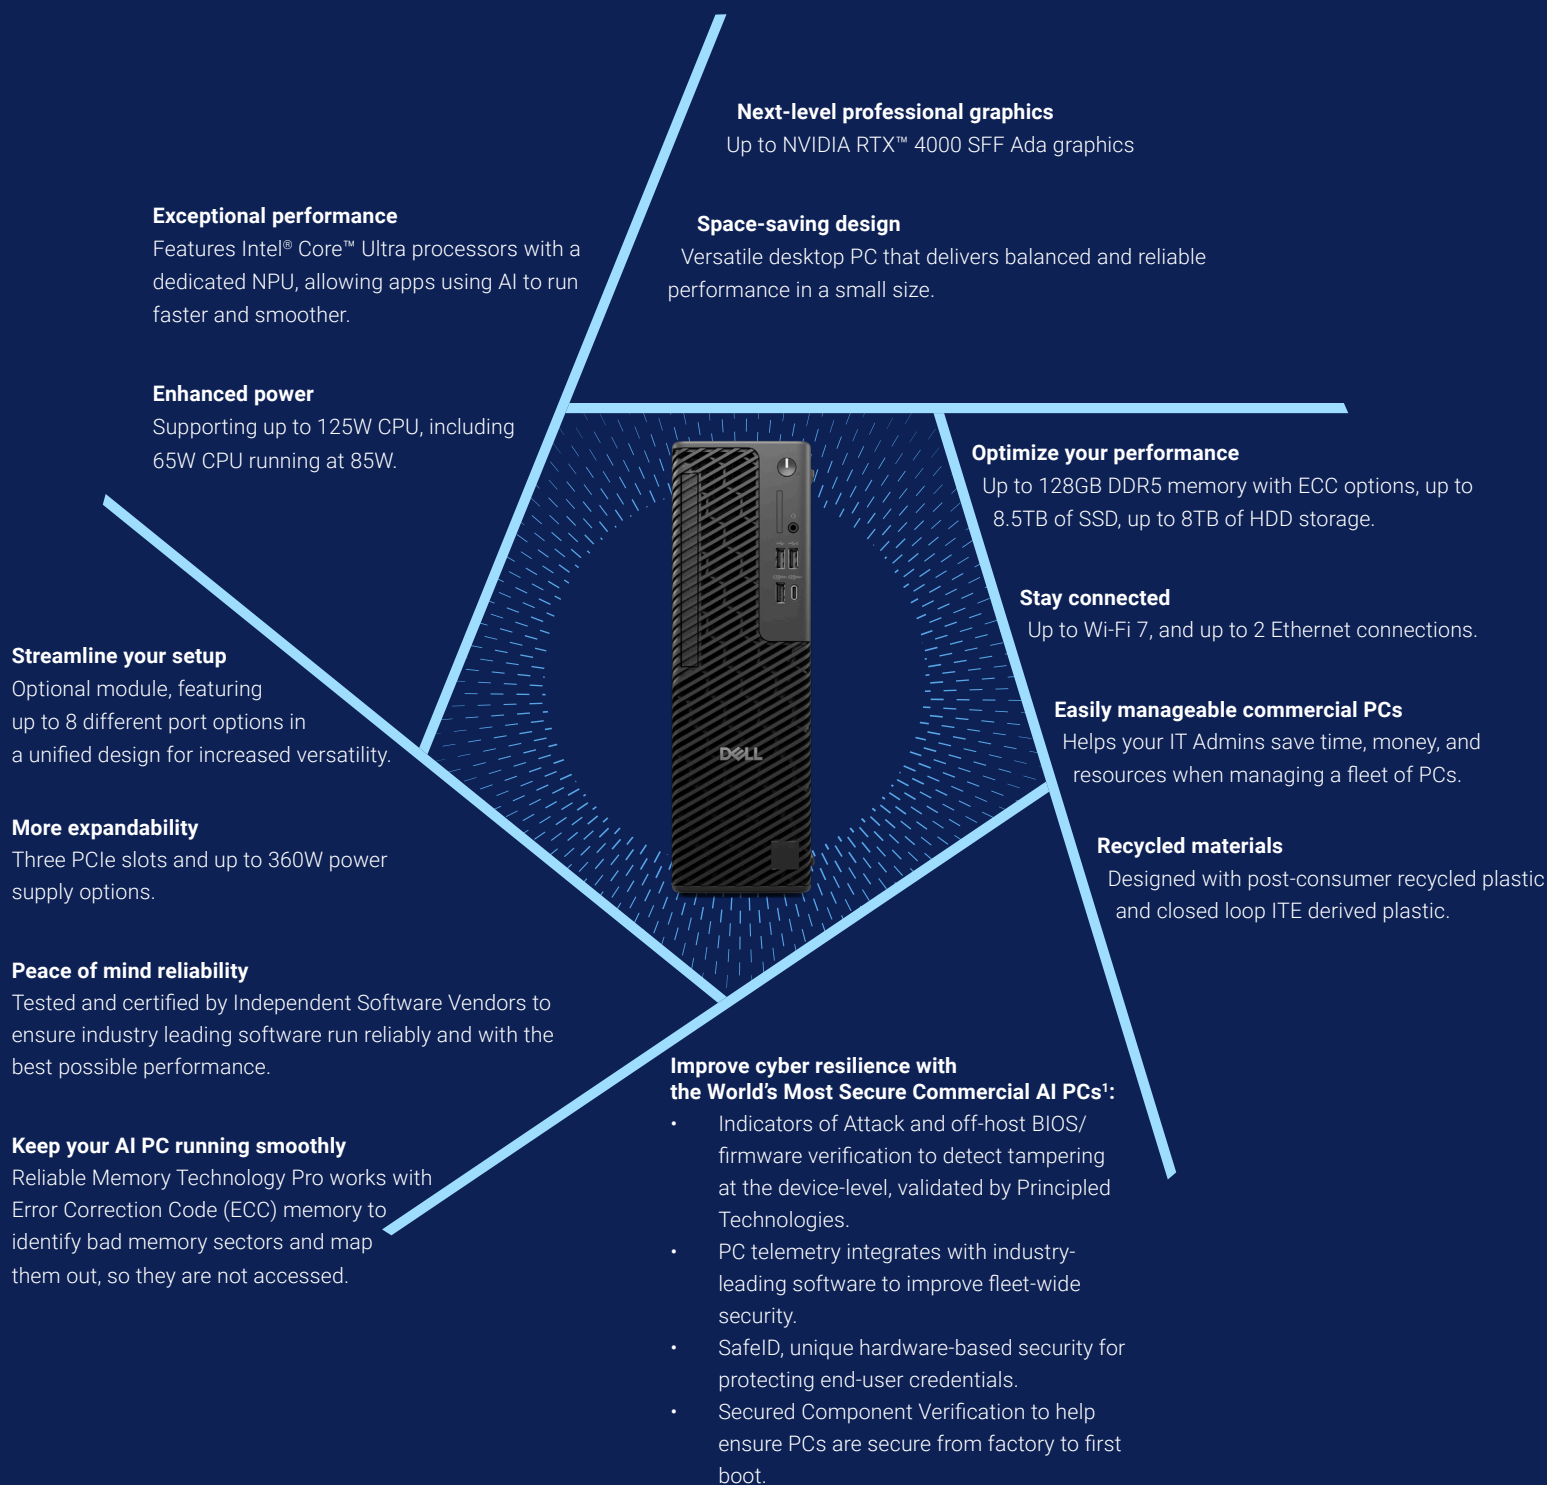 Next-level professional graphics
Up to NVIDIA RTX™ 4000 SFF Ada graphics
Space-saving design
Versatile desktop PC that delivers balanced and reliable
performance in a small size.
Exceptional performance
Features Intel® Core™ Ultra processors with a
dedicated NPU, allowing apps using AI to run
faster and smoother.
Enhanced power
Supporting up to 125W CPU, including
65W CPU running at 85W.
Optimize your performance
Up to 128GB DDR5 memory with ECC options, up to
8.5TB of SSD, up to 8TB of HDD storage.
Stay connected
Up to Wi-Fi 7, and up to 2 Ethernet connections.
Easily manageable commercial PCs
Helps your IT Admins save time, money, and
resources when managing a fleet of PCs.
Recycled materials
Designed with post-consumer recycled plastic
and closed loop ITE derived plastic.
DELL
Streamline your setup
Optional module, featuring
up to 8 different port options in
a unified design for increased versatility.
More expandability
Three PCIe slots and up to 360W power
supply options.
Peace of mind reliability
Tested and certified by Independent Software Vendors to
ensure industry leading software run reliably and with the
best possible performance.
Keep your AI PC running smoothly
Reliable Memory Technology Pro works with
Error Correction Code (ECC) memory to
identify bad memory sectors and map
them out, so they are not accessed.
Improve cyber resilience with
the World's Most Secure Commercial AI PCs¹:
• Indicators of Attack and off-host BIOS/
firmware verification to detect tampering
at the device-level, validated by Principled
Technologies.
• PC telemetry integrates with industry-
leading software to improve fleet-wide
security.
• SafeID, unique hardware-based security for
protecting end-user credentials.
• Secured Component Verification to help
ensure PCs are secure from factory to first
boot.